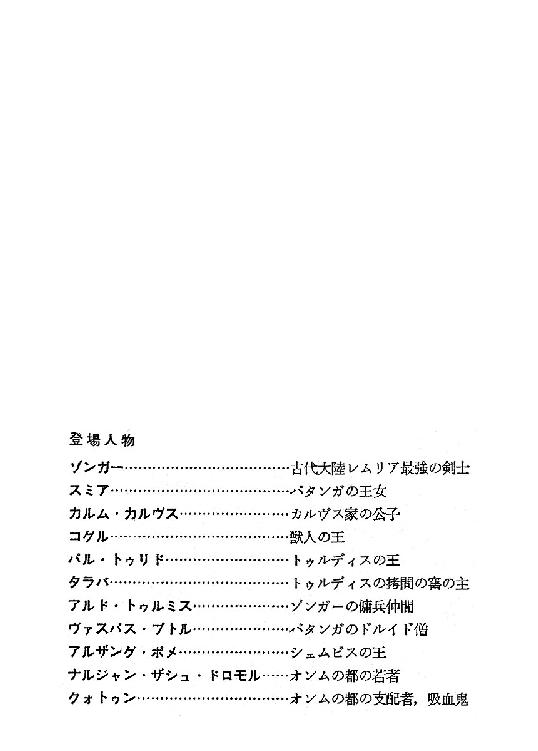 登場人物
ゾンガー……………………………古代大陸レムリア最強の剣士
スミア………………………………パタンガの王女
カルム・カルヴス…………………カルヴス家の公子
コグル………………………………獣人の王
パル・トゥリド……………………トゥルディスの王
タラバ………………………………トゥルディスの拷問の窖の主
アルド・トゥルミス………………ゾンガーの傭兵仲間
ヴァスパス・プトル………………パタンガのドルイド僧
アルザング・ポメ…………………シェムビスの王
ナルジャン・ザシュ・ドロモル……オンムの都の若者
クォトゥン…………………………オンムの都の支配者，吸血鬼